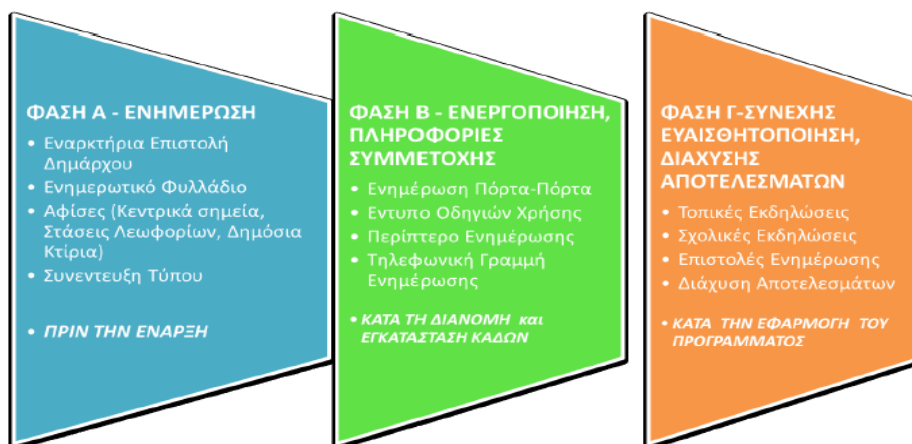 ΦΑΣΗ Α - ΕΝΗΜΕΡΩΣΗ
• Εναρκτήρια Επιστολή
Δημάρχου
• Ενημερωτικό Φυλλάδιο
• Αφίσες (Κεντρικά σημεία,
Στάσεις Λεωφορίων, Δημόσια
Κτίρια)
• Συνεντευξη Τύπου
• ΠΡΙΝ ΤΗΝ ΕΝΑΡΞΗ
ΦΑΣΗ Β - ΕΝΕΡΓΟΠΟΙΗΣΗ,
ΠΛΗΡΟΦΟΡΙΕΣ
ΣΥΜΜΕΤΟΧΗΣ
• Ενημέρωση Πόρτα-Πόρτα
• Εντυπο Οδηγιών Χρήσης
• Περίπτερο Ενημέρωσης
• Τηλεφωνική Γραμμή
Ενημέρωσης
• ΚΑΤΑ ΤΗ ΔΙΑΝΟΜΗ και
ΕΓΚΑΤΑΣΤΑΣΗ ΚΑΔΩΝ
ΦΑΣΗ Γ-ΣΥΝΕΧΗΣ
ΕΥΑΙΣΘΗΤΟΠΟΙΗΣΗ,
ΔΙΑΧΥΣΗΣ
ΑΠΟΤΕΛΕΣΜΑΤΩΝ
• Τοπικές Εκδηλώσεις
• Σχολικές Εκδηλώσεις
• Επιστολές Ενημέρωσης
• Διάχυση Αποτελεσμάτων
• ΚΑΤΑ ΤΗΝ ΕΦΑΡΜΟΓΗ ΤΟΥ
ΠΡΟΓΡΑΜΜΑΤΟΣ